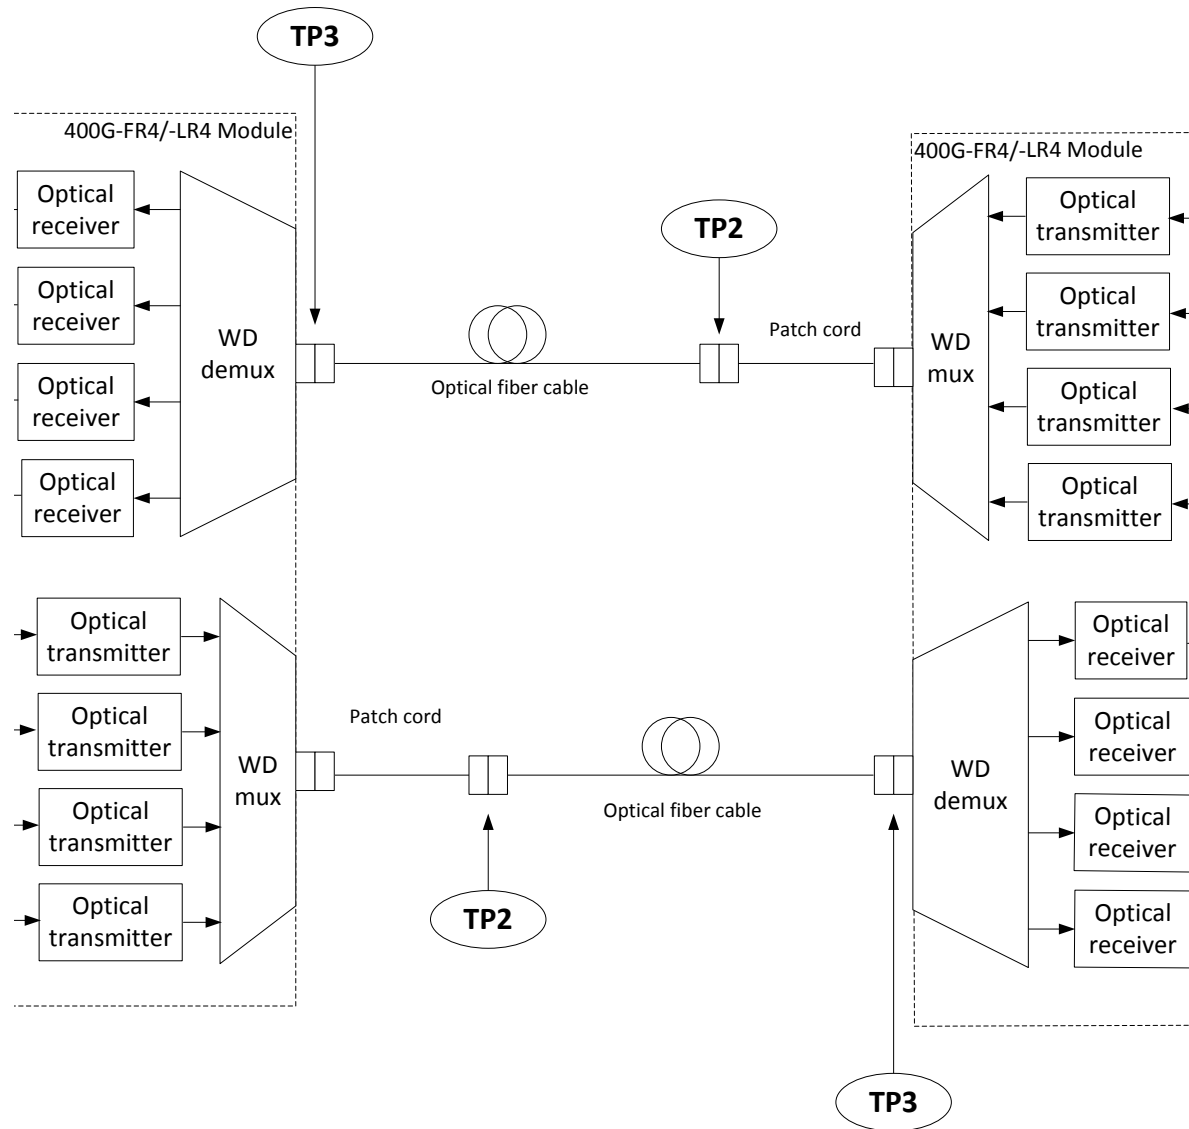 TP3
400G-FR4/-LR4 Module
400G-FR4/-LR4 Module
Optical
receiver
Optical
transmitter
TP2
Optical
receiver
Optical
transmitter
WD
demux
Patch cord
WD
mux
Optical fiber cable
Optical
receiver
Optical
transmitter
Optical
receiver
Optical
transmitter
Optical
transmitter
Optical
receiver
Optical
transmitter
Patch cord
Optical
receiver
WD
mux
WD
demux
Optical fiber cable
Optical
transmitter
Optical
receiver
Optical
transmitter
TP2
Optical
receiver
TP3